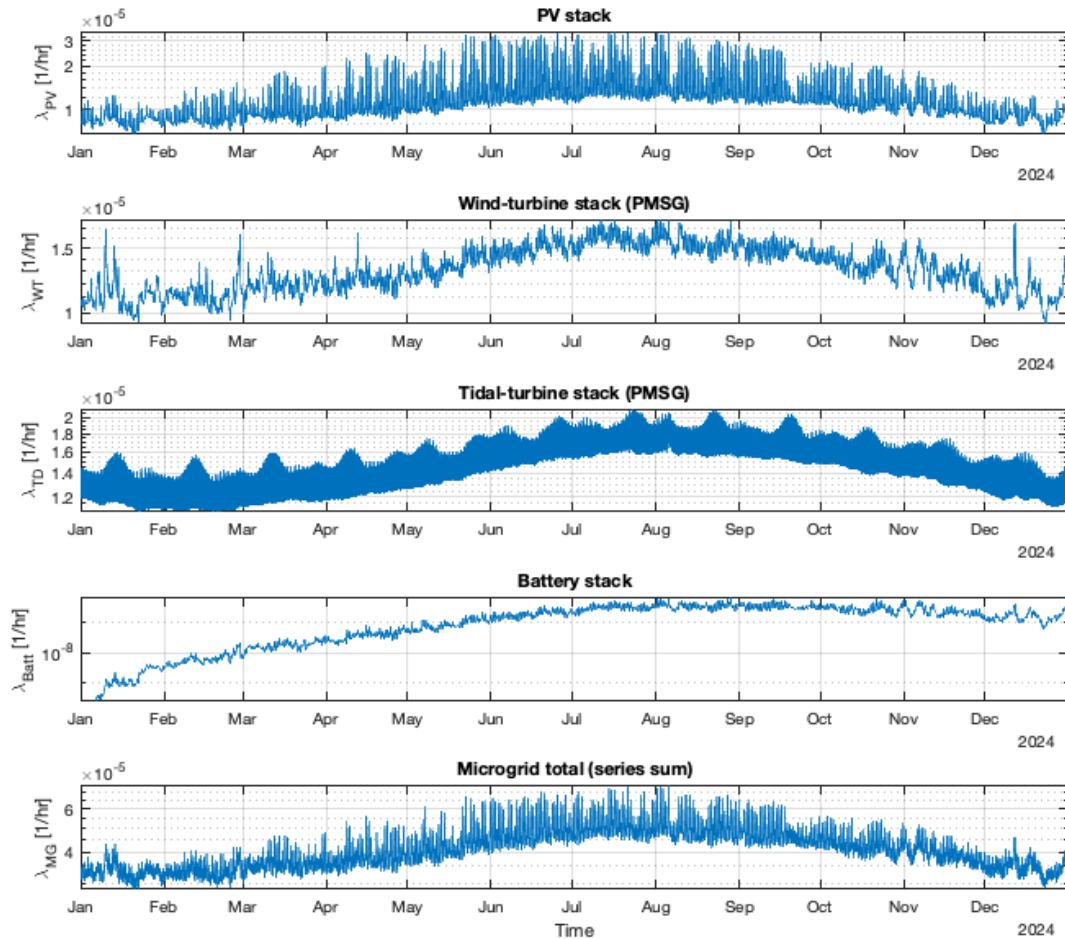 PV stack
×10⁻⁵
λPV [1/hr]
3
2
1
Jan Feb Mar Apr May Jun Jul Aug Sep Oct Nov Dec
2024
Wind-turbine stack (PMSG)
×10⁻⁵
λWT [1/hr]
1.5
1
Jan Feb Mar Apr May Jun Jul Aug Sep Oct Nov Dec
2024
Tidal-turbine stack (PMSG)
×10⁻⁵
λTD [1/hr]
2
1.8
1.6
1.4
1.2
Jan Feb Mar Apr May Jun Jul Aug Sep Oct Nov Dec
2024
Battery stack
λBatt [1/hr]
10⁻⁸
Jan Feb Mar Apr May Jun Jul Aug Sep Oct Nov Dec
2024
Microgrid total (series sum)
×10⁻⁵
λMG [1/hr]
6
4
Jan Feb Mar Apr May Jun Jul Aug Sep Oct Nov Dec
Time
2024